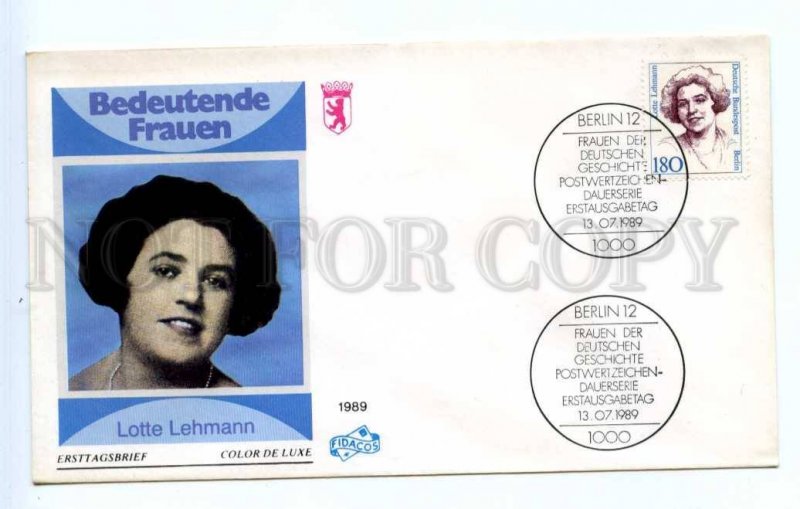 Bedeutende
Frauen
Lotte Lehmann
ERSTTAGSBRIEF COLOR DE LUXE
1989
FIDACOS
Lotte Lehmann
Deutsche Bundespost Berlin
180
BERLIN 12
FRAUEN DER
DEUTSCHEN
GESCHICHTE
POSTWERTZEICHEN-
DAUERSERIE
ERSTAUSGABETAG
13.07.1989
1000
BERLIN 12
FRAUEN DER
DEUTSCHEN
GESCHICHTE
POSTWERTZEICHEN-
DAUERSERIE
ERSTAUSGABETAG
13.07.1989
1000
NOT FOR COPY